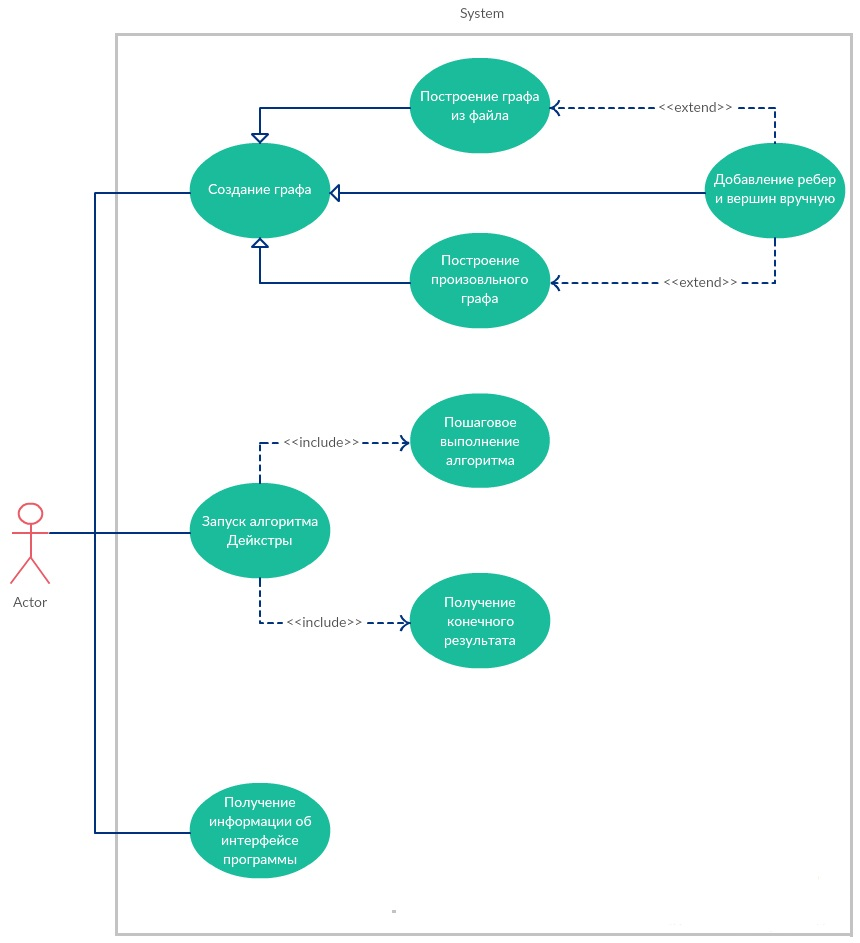 System
Построение графа
из файла
<<extend>>
Создание графа
Добавление ребер
и вершин вручную
Построение
произовльного
графа
<<extend>>
Пошаговое
выполнение
алгоритма
<<include>>
Запуск алгоритма
Дейкстры
Actor
<<include>>
Получение
конечного
результата
Получение
информации об
интерфейсе
программы